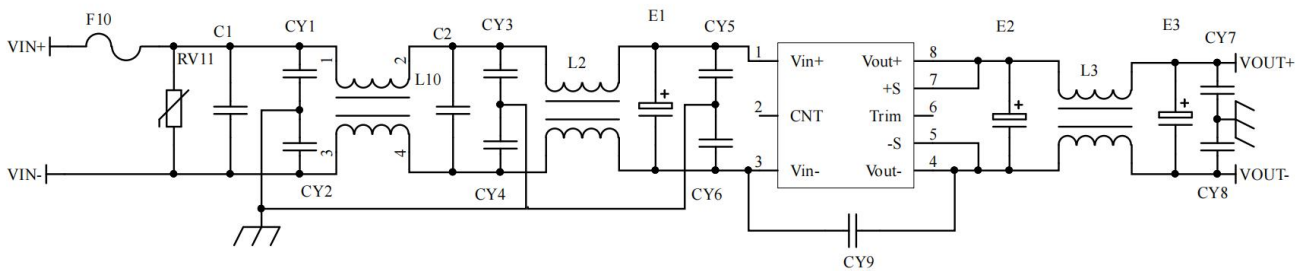 F10
C1
CY1
C2
CY3
E1
CY5
E2
E3
CY7
VIN+
RV11
1
2
L10
L2
1
Vin+
Vout+
8
L3
VOUT+
+S
7
2
CNT
Trim
6
-S
5
3
4
3
Vin-
Vout-
4
VIN-
VOUT-
CY2
CY4
CY6
CY8
CY9
+
+
+